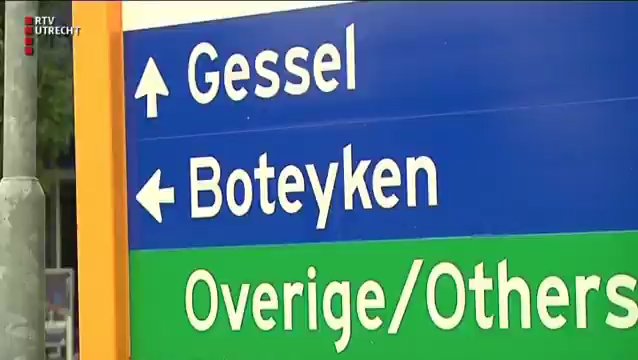 RTV
UTRECHT
Gessel
Boteyken
Overige/Others